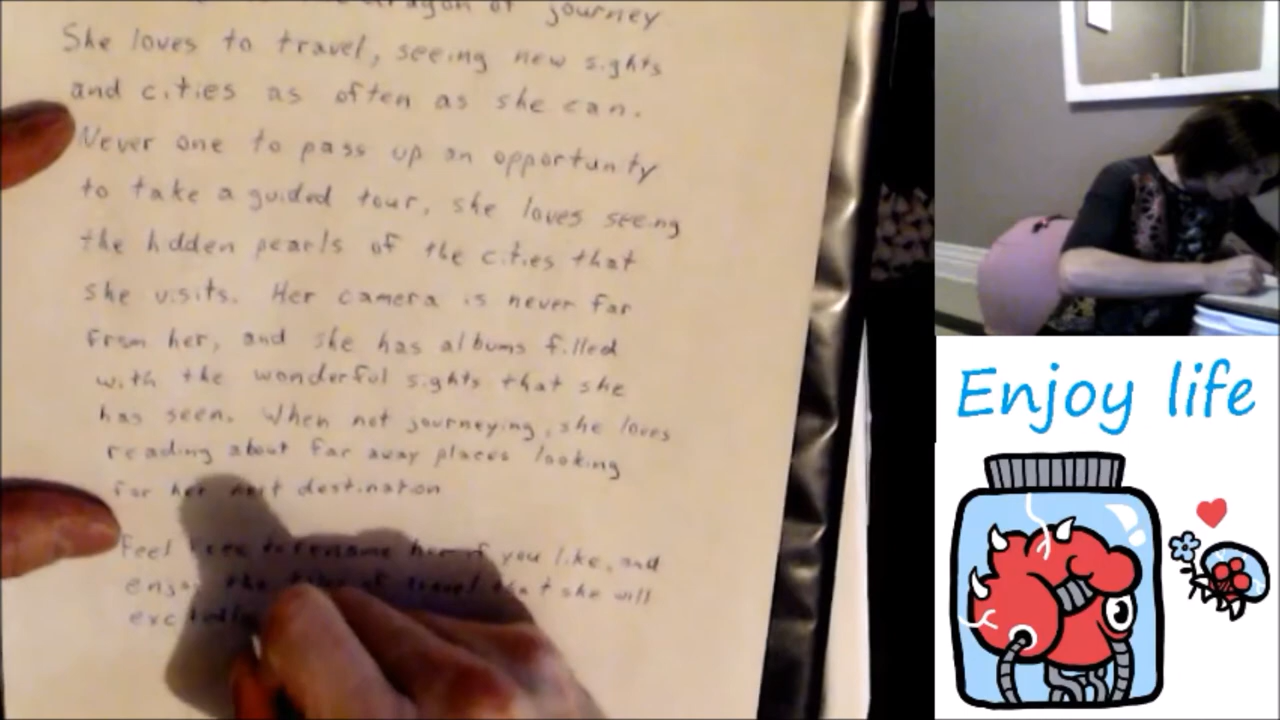 dragon of journey
She loves to travel, seeing new sights
and cities as often as she can.
Never one to pass up an opportunity
to take a guided tour, she loves seeing
the hidden pearls of the cities that
she visits. Her camera is never far
from her, and she has albums filled
with the wonderful sights that she
has seen. When not journeying, she loves
reading about far away places looking
for her next destination
Feel free to rename her if you like, and
enjoy the tales of travel that she will
Enjoy life